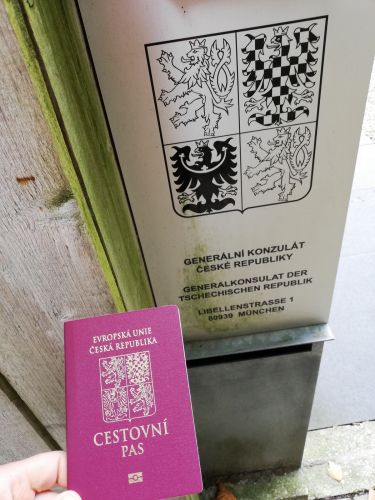 GENERÁLNÍ KONZULÁT
ČESKÉ REPUBLIKY
GENERALKONSULAT DER
TSCHECHISCHEN REPUBLIK
LIBELLENSTRASSE 1
80939 MÜNCHEN
EVROPSKÁ UNIE
ČESKÁ REPUBLIKA
CESTOVNÍ
PAS